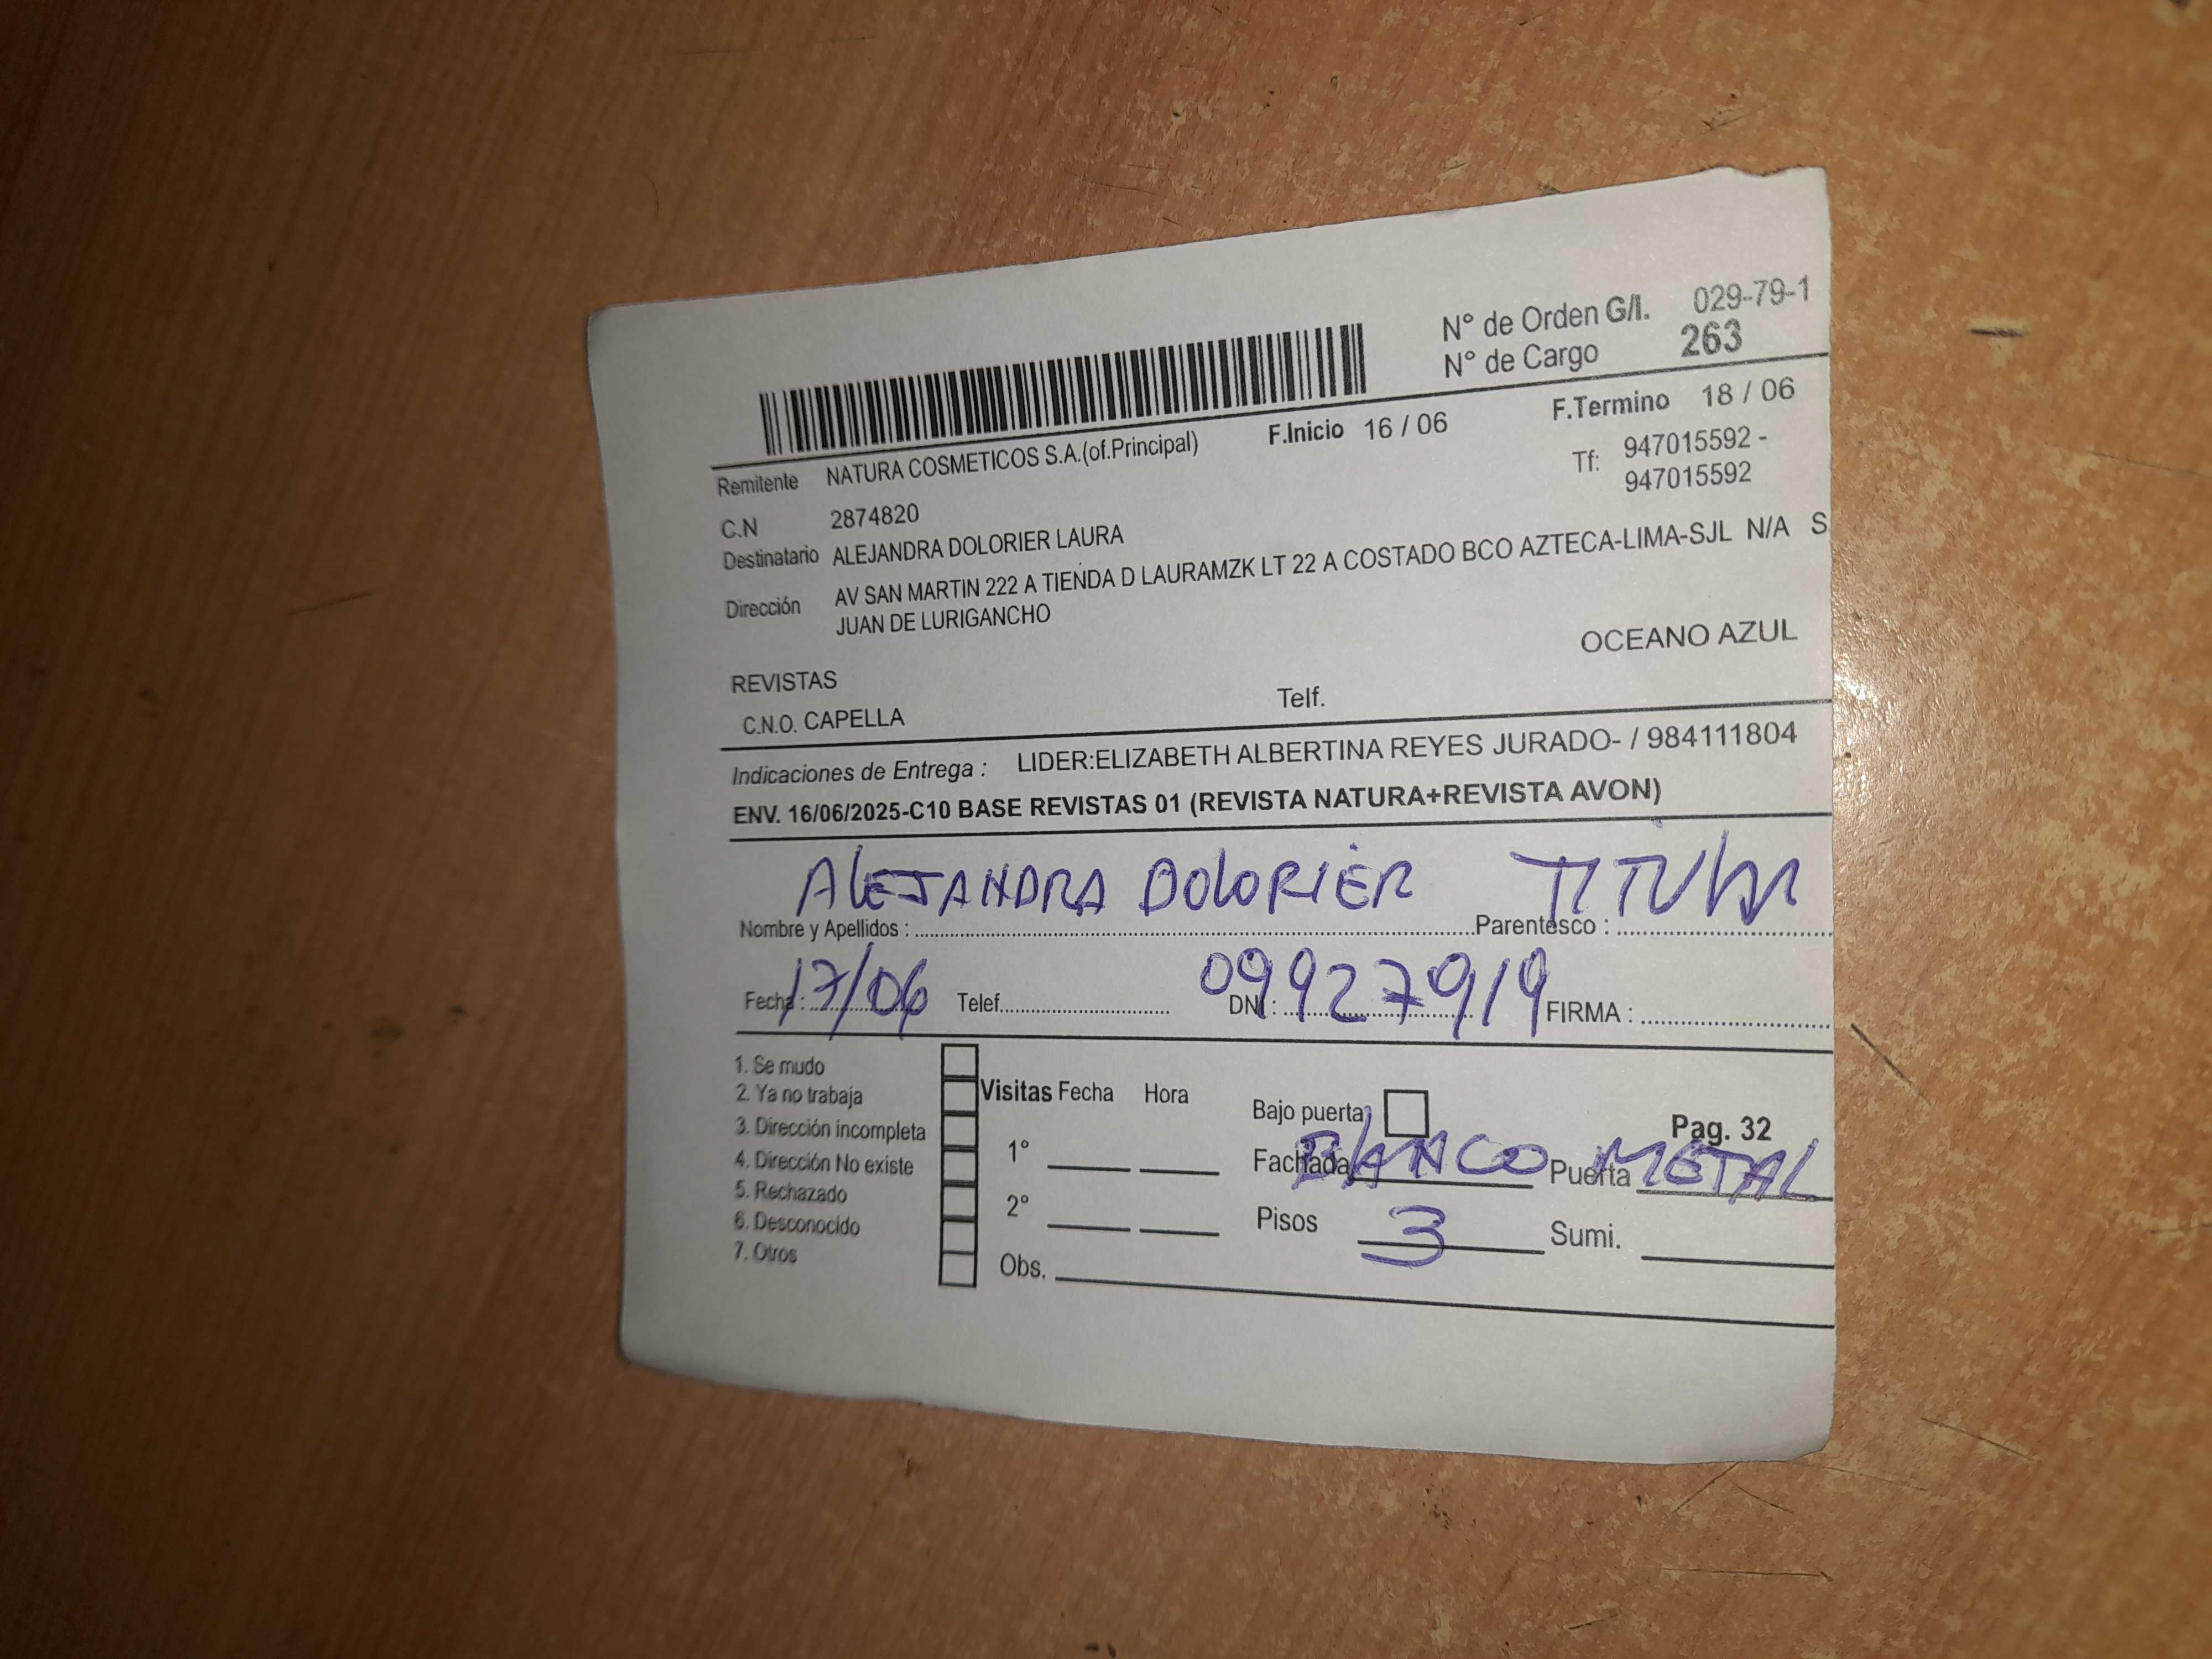 N° de Orden G/I. 029-79-1
N° de Cargo 263
F.Inicio 16 / 06 F.Termino 18 / 06
Remitente NATURA COSMETICOS S.A.(of.Principal) Tf: 947015592 -
947015592
C.N 2874820
Destinatario ALEJANDRA DOLORIER LAURA
Dirección AV SAN MARTIN 222 A TIENDA D LAURAMZK LT 22 A COSTADO BCO AZTECA-LIMA-SJL N/A S
JUAN DE LURIGANCHO
OCEANO AZUL
REVISTAS
C.N.O. CAPELLA Telf.
Indicaciones de Entrega : LIDER:ELIZABETH ALBERTINA REYES JURADO- / 984111804
ENV. 16/06/2025-C10 BASE REVISTAS 01 (REVISTA NATURA+REVISTA AVON)
Nombre y Apellidos : ALEJANDRA DOLORIER Parentesco : TITULAR
Fecha : 17/06 Telef. DNI : 09927919 FIRMA :
1. Se mudo
2. Ya no trabaja
3. Dirección incompleta
4. Dirección No existe
5. Rechazado
6. Desconocido
7. Otros
Visitas Fecha Hora
1°
2°
Obs.
Bajo puerta Pag. 32
Fachada BLANCO Puerta METAL
Pisos 3 Sumi.